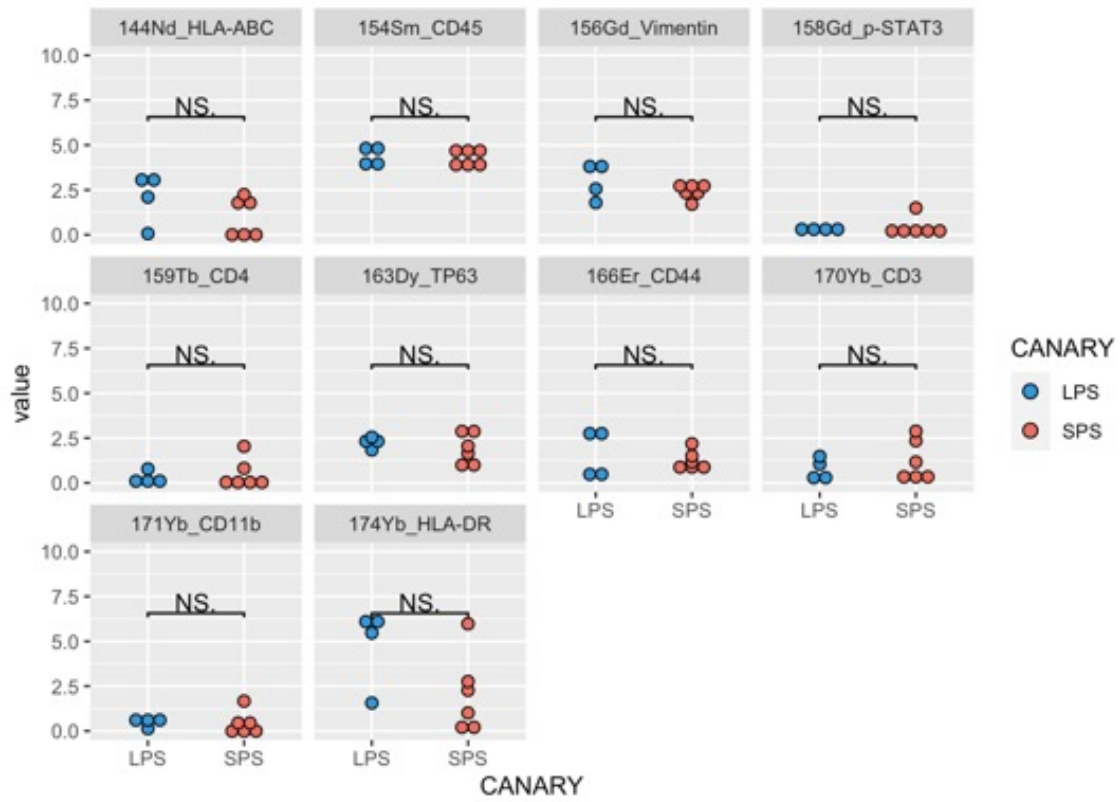 144Nd_HLA-ABC 154Sm_CD45 156Gd_Vimentin 158Gd_p-STAT3
10.0
7.5
NS. NS. NS. NS.
5.0
2.5
0.0
159Tb_CD4 163Dy_TP63 166Er_CD44 170Yb_CD3
10.0
7.5
NS. NS. NS. NS.
5.0
2.5
0.0
LPS SPS LPS SPS
171Yb_CD11b 174Yb_HLA-DR
10.0
7.5
NS. NS.
5.0
2.5
0.0
LPS SPS LPS SPS
value
CANARY
CANARY
LPS
SPS